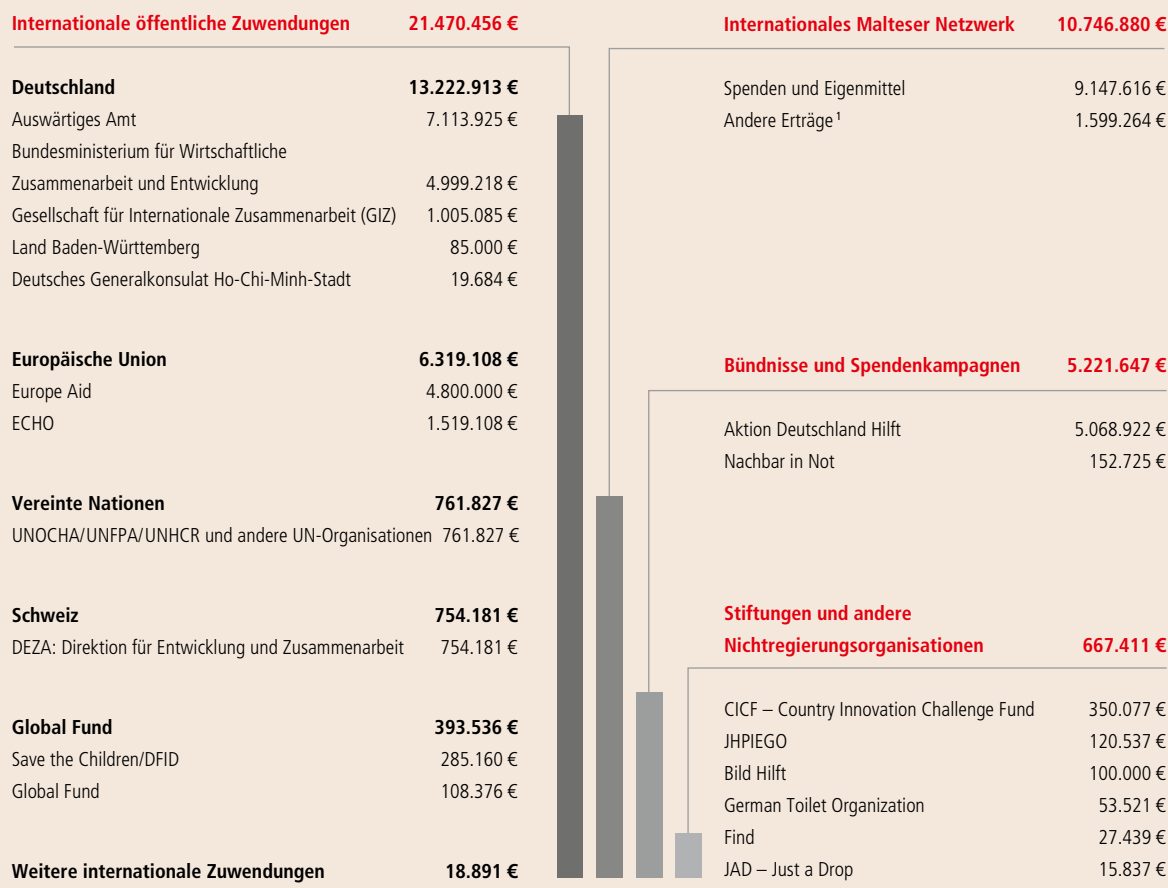 Internationale öffentliche Zuwendungen 21.470.456 €
Deutschland 13.222.913 €
Auswärtiges Amt 7.113.925 €
Bundesministerium für Wirtschaftliche
Zusammenarbeit und Entwicklung 4.999.218 €
Gesellschaft für Internationale Zusammenarbeit (GIZ) 1.005.085 €
Land Baden-Württemberg 85.000 €
Deutsches Generalkonsulat Ho-Chi-Minh-Stadt 19.684 €
Europäische Union 6.319.108 €
Europe Aid 4.800.000 €
ECHO 1.519.108 €
Vereinte Nationen 761.827 €
UNOCHA/UNFPA/UNHCR und andere UN-Organisationen 761.827 €
Schweiz 754.181 €
DEZA: Direktion für Entwicklung und Zusammenarbeit 754.181 €
Global Fund 393.536 €
Save the Children/DFID 285.160 €
Global Fund 108.376 €
Weitere internationale Zuwendungen 18.891 €
Internationales Malteser Netzwerk 10.746.880 €
Spenden und Eigenmittel 9.147.616 €
Andere Erträge¹ 1.599.264 €
Bündnisse und Spendenkampagnen 5.221.647 €
Aktion Deutschland Hilft 5.068.922 €
Nachbar in Not 152.725 €
Stiftungen und andere
Nichtregierungsorganisationen 667.411 €
CICF – Country Innovation Challenge Fund 350.077 €
JHPIEGO 120.537 €
Bild Hilft 100.000 €
German Toilet Organization 53.521 €
Find 27.439 €
JAD – Just a Drop 15.837 €